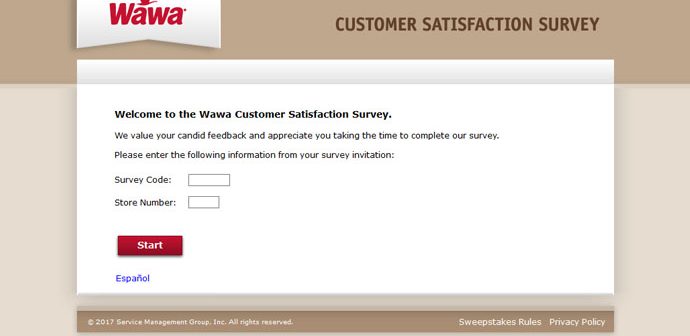 Wawa
CUSTOMER SATISFACTION SURVEY
Welcome to the Wawa Customer Satisfaction Survey.
We value your candid feedback and appreciate you taking the time to complete our survey.
Please enter the following information from your survey invitation:
Survey Code:
Store Number:
Start
Español
© 2017 Service Management Group, Inc. All rights reserved. Sweepstakes Rules Privacy Policy